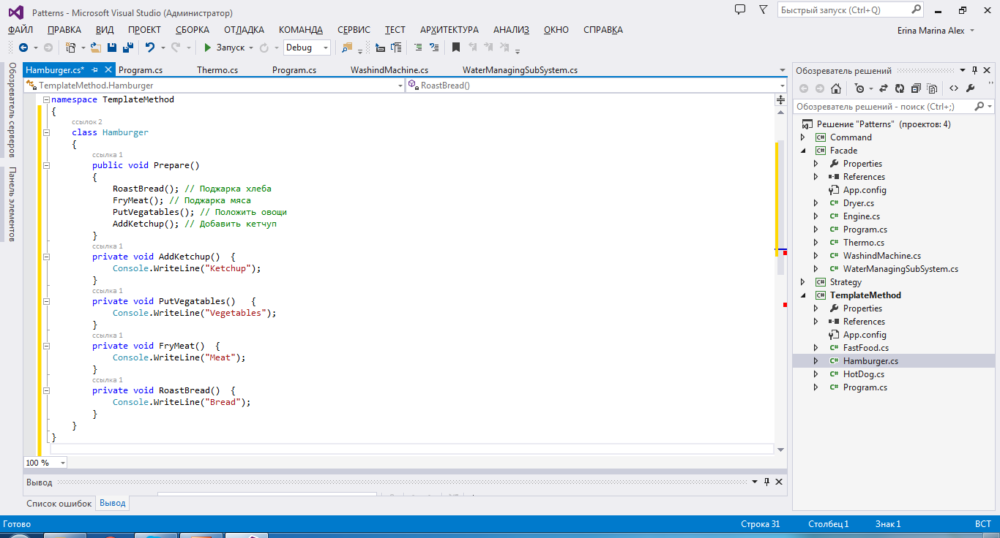 Patterns - Microsoft Visual Studio (Администратор)
Быстрый запуск (Ctrl+Q)
ФАЙЛ ПРАВКА ВИД ПРОЕКТ СБОРКА ОТЛАДКА КОМАНДА СЕРВИС ТЕСТ АРХИТЕКТУРА АНАЛИЗ ОКНО СПРАВКА
Erina Marina Alex
Запуск Debug
Обозреватель серверов
Панель элементов
Hamburger.cs* Program.cs Thermo.cs Program.cs WashindMachine.cs WaterManagingSubSystem.cs
TemplateMethod.Hamburger RoastBread()
namespace TemplateMethod
{
ссылок 2
class Hamburger
{
ссылка 1
public void Prepare()
{
RoastBread(); // Поджарка хлеба
FryMeat(); // Поджарка мяса
PutVegatables(); // Положить овощи
AddKetchup(); // Добавить кетчуп
}
ссылка 1
private void AddKetchup() {
Console.WriteLine("Ketchup");
}
ссылка 1
private void PutVegatables() {
Console.WriteLine("Vegetables");
}
ссылка 1
private void FryMeat() {
Console.WriteLine("Meat");
}
ссылка 1
private void RoastBread() {
Console.WriteLine("Bread");
}
}
}
100 %
Вывод
Список ошибок Вывод
Обозреватель решений
Обозреватель решений - поиск (Ctrl+;)
Решение "Patterns" (проектов: 4)
C# Command
C# Facade
Properties
References
App.config
C# Dryer.cs
C# Engine.cs
C# Program.cs
C# Thermo.cs
C# WashindMachine.cs
C# WaterManagingSubSystem.cs
C# Strategy
C# TemplateMethod
Properties
References
App.config
C# FastFood.cs
C# Hamburger.cs
C# HotDog.cs
C# Program.cs
Готово Строка 31 Столбец 1 Знак 1 ВСТ